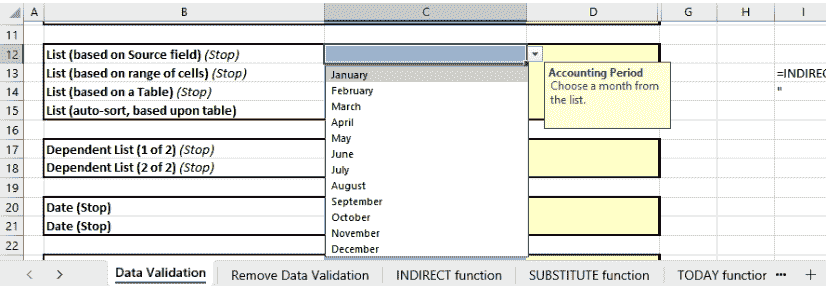 A B C D G H I
11
12 List (based on Source field) (Stop)
13 List (based on range of cells) (Stop) =INDIREC
14 List (based on a Table) (Stop) "
15 List (auto-sort, based upon table)
16
17 Dependent List (1 of 2) (Stop)
18 Dependent List (2 of 2) (Stop)
19
20 Date (Stop)
21 Date (Stop)
22
January
February
March
April
May
June
July
August
September
October
November
December
Accounting Period
Choose a month from
the list.
Data Validation Remove Data Validation INDIRECT function SUBSTITUTE function TODAY functior ••• +